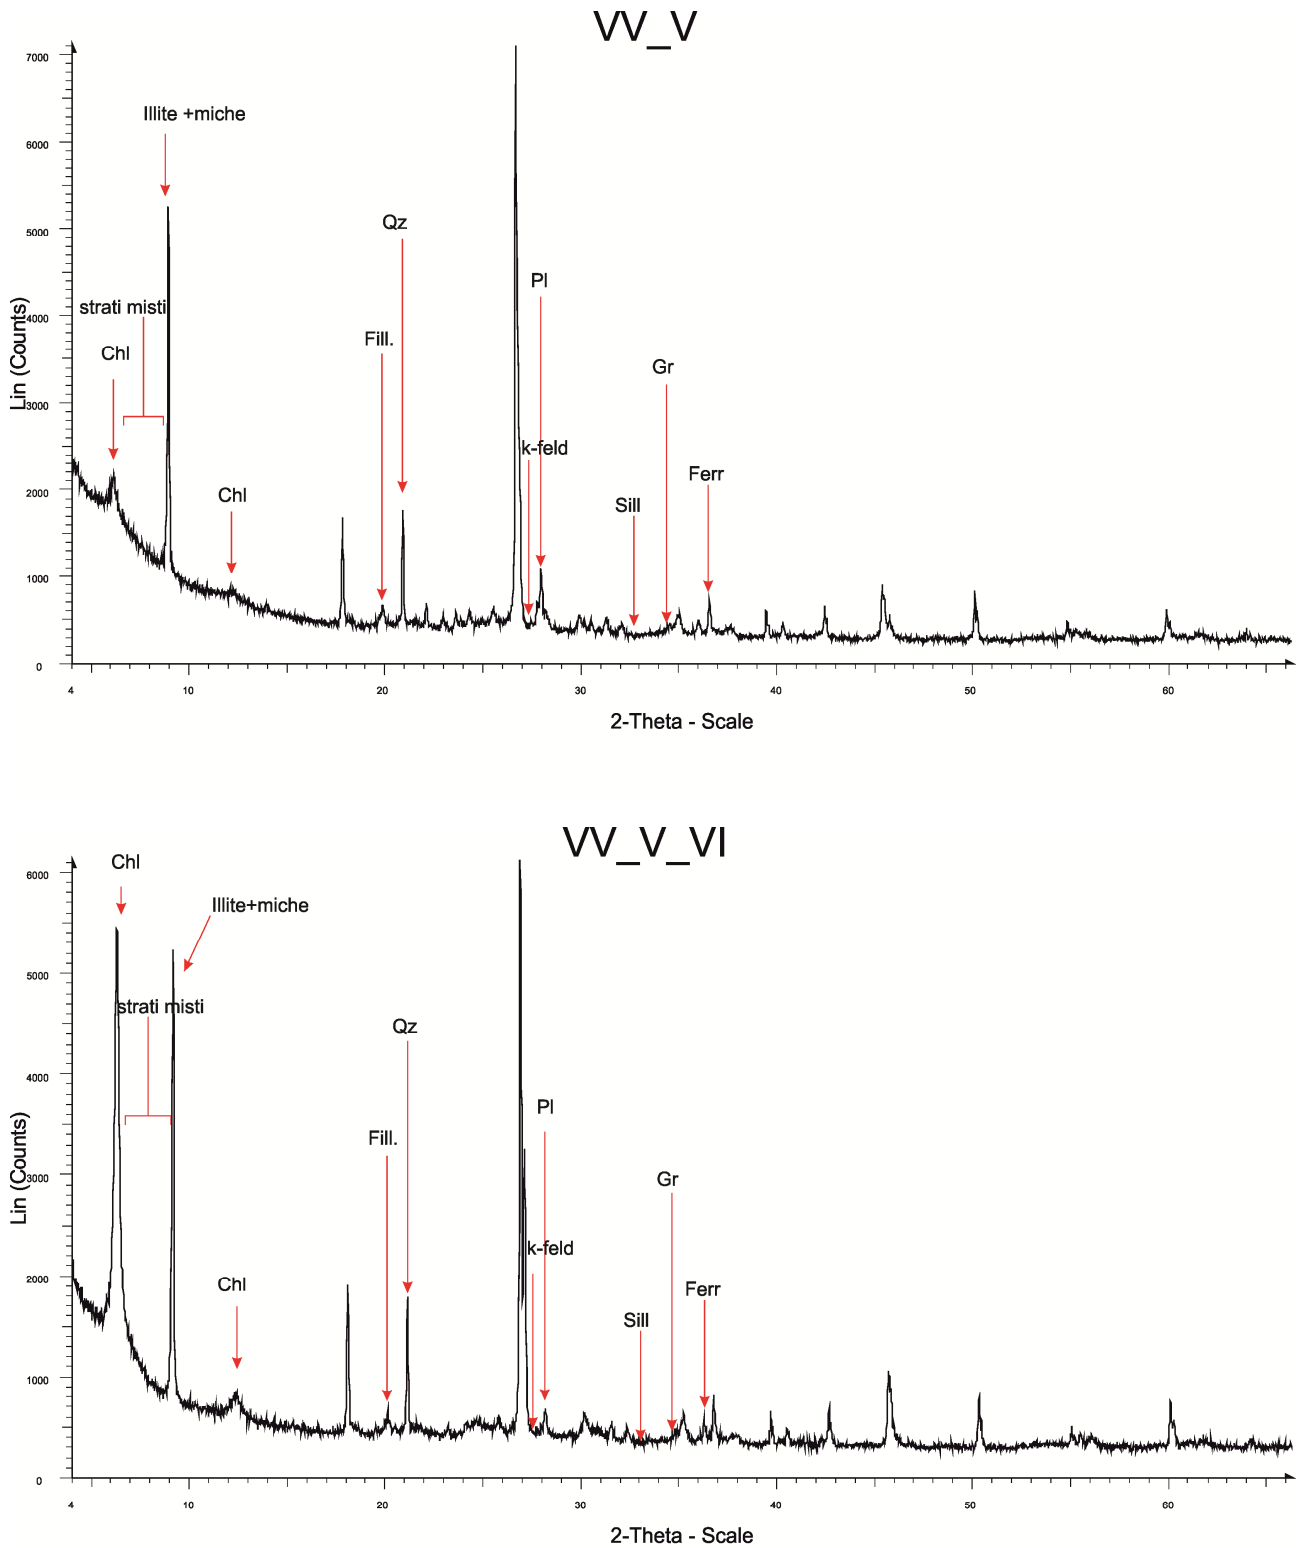 VV_V
7000
Illite +miche
6000
Qz
5000
Pl
strati misti
4000
Fill.
Chl
Gr
3000
k-feld
Ferr
2000
Chl
Sill
1000
0
Lin (Counts)
4 10 20 30 40 50 60
2-Theta - Scale
VV_V_VI
Chl
6000
Illite+miche
5000
strati misti
Qz
4000
Pl
Fill.
3000
Gr
k-feld
2000
Chl
Ferr
Sill
1000
0
Lin (Counts)
4 10 20 30 40 50 60
2-Theta - Scale